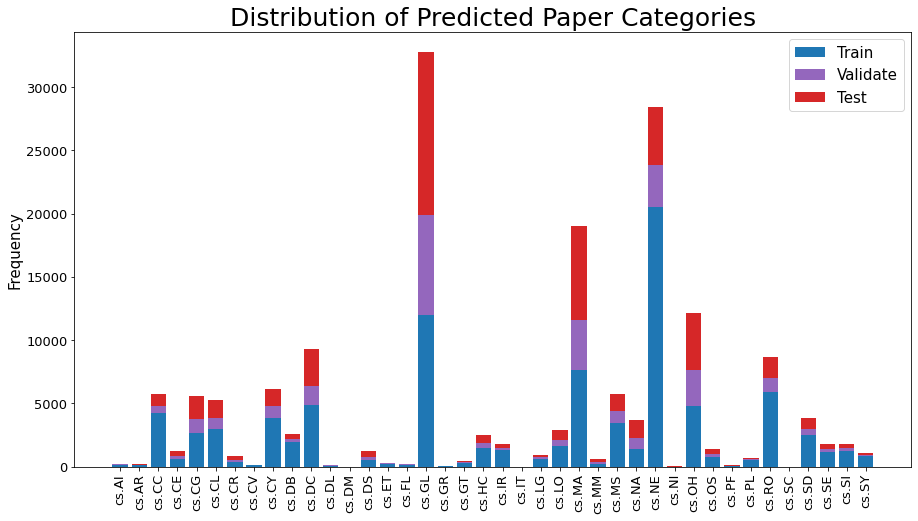 Distribution of Predicted Paper Categories
Train
Validate
Test
Frequency
30000
25000
20000
15000
10000
5000
0
cs.AI
cs.AR
cs.CC
cs.CE
cs.CG
cs.CL
cs.CR
cs.CV
cs.CY
cs.DB
cs.DC
cs.DL
cs.DM
cs.DS
cs.ET
cs.FL
cs.GL
cs.GR
cs.GT
cs.HC
cs.IR
cs.IT
cs.LG
cs.LO
cs.MA
cs.MM
cs.MS
cs.NA
cs.NE
cs.NI
cs.OH
cs.OS
cs.PF
cs.PL
cs.RO
cs.SC
cs.SD
cs.SE
cs.SI
cs.SY